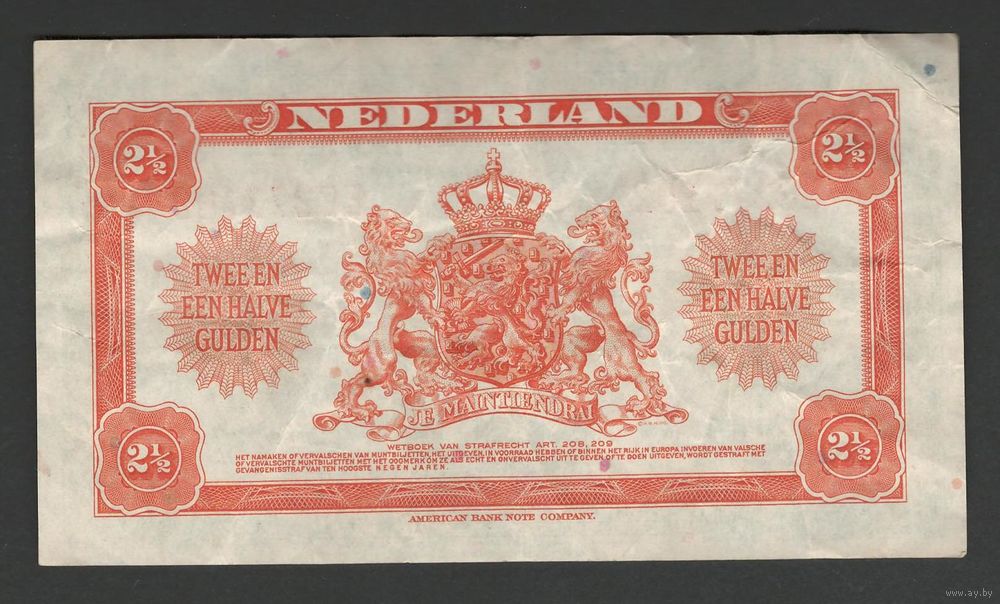 NEDERLAND
2½ 2½
TWEE EN
EEN HALVE
GULDEN
TWEE EN
EEN HALVE
GULDEN
JE MAINTIENDRAI
WETBOEK VAN STRAFRECHT ART. 208, 209
HET NAMAKEN OF VERVALSCHEN VAN MUNTBILJETTEN, HET UITGEVEN, IN VOORRAAD HEBBEN OF BINNEN HET RIJK IN EUROPA INVOEREN VAN VALSCHE
OF VERVALSCHTE MUNTBILJETTEN MET HET OOGMERK OM ZE ALS ECHT EN ONVERVALSCHT UIT TE GEVEN, OF TE DOEN UITGEVEN, WORDT GESTRAFT MET
GEVANGENISSTRAF VAN TEN HOOGSTE NEGEN JAREN.
2½ 2½
AMERICAN BANK NOTE COMPANY.
www.ay.by